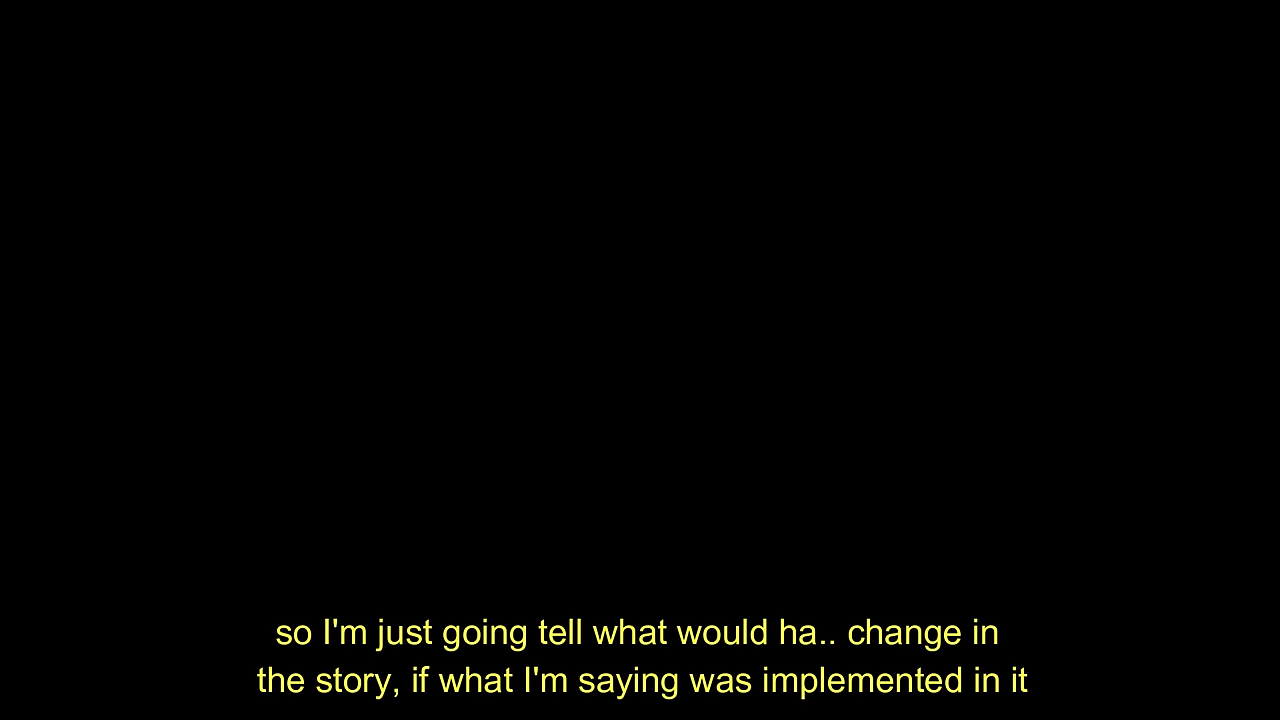 so I'm just going tell what would ha.. change in
the story, if what I'm saying was implemented in it